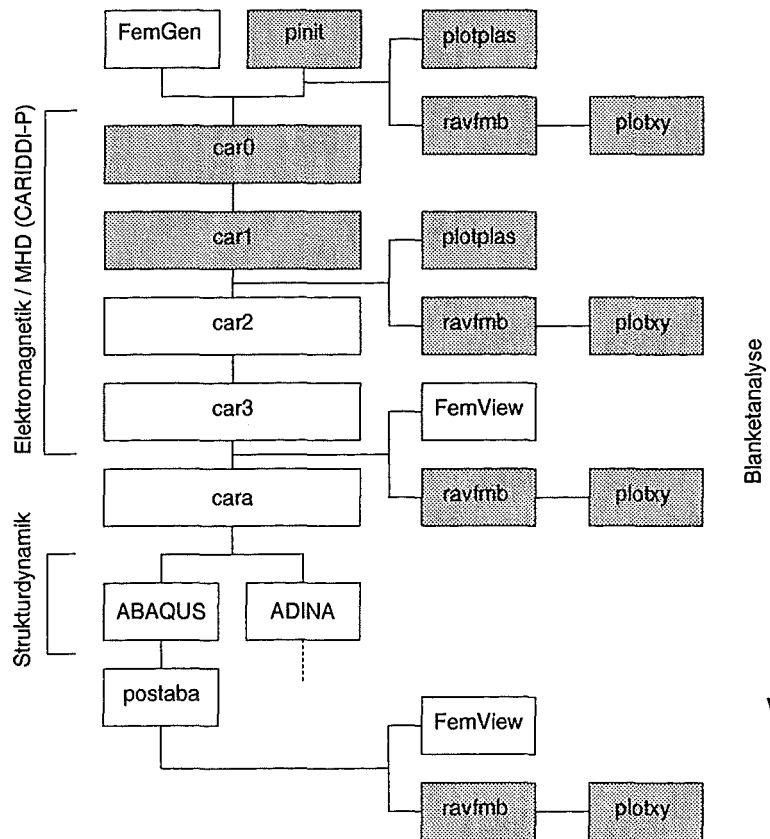 FemGen
pinit
plotplas
ravfmb
plotxy
car0
car1
plotplas
car2
ravfmb
plotxy
car3
FemView
cara
ravfmb
plotxy
ABAQUS
ADINA
postaba
FemView
ravfmb
plotxy
Elektromagnetik / MHD (CARIDDI-P)
Strukturdynamik
Blanketanalyse